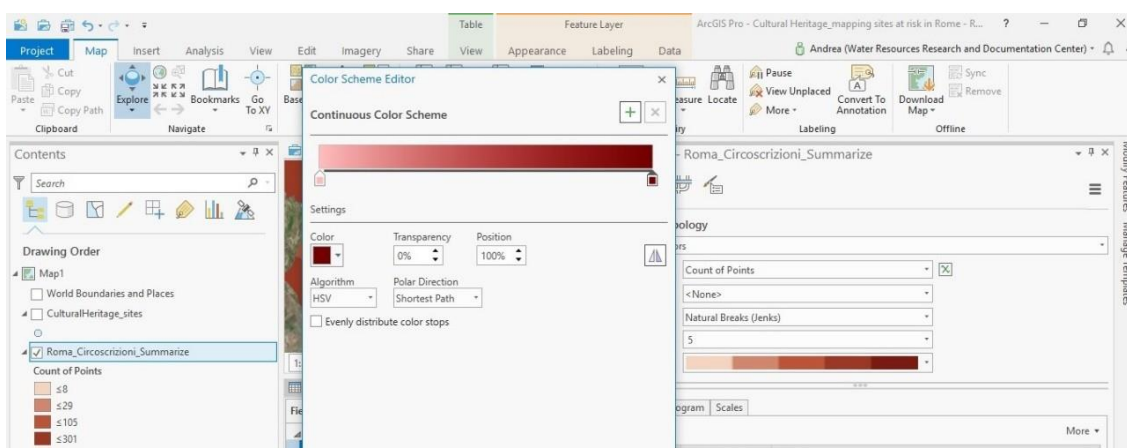 Table
Feature Layer
ArcGIS Pro - Cultural Heritage_mapping sites at risk in Rome - R...
?
Project Map Insert Analysis View Edit Imagery Share View Appearance Labeling Data
Andrea (Water Resources Research and Documentation Center)
Paste
Cut
Copy
Copy Path
Clipboard
Explore
Bookmarks
Go To XY
Navigate
Locate
Pause
View Unplaced
More
Convert To Annotation
Labeling
Download Map
Sync
Remove
Offline
Contents
Search
Drawing Order
Map1
World Boundaries and Places
CulturalHeritage_sites
Roma_Circoscrizioni_Summarize
Count of Points
≤8
≤29
≤105
≤301
Color Scheme Editor
Continuous Color Scheme
Settings
Color
Transparency
Position
0%
100%
Algorithm
Polar Direction
HSV
Shortest Path
Evenly distribute color stops
- Roma_Circoscrizioni_Summarize
Count of Points
<None>
Natural Breaks (Jenks)
5
Scales
More
Modify Features
Manage Templates